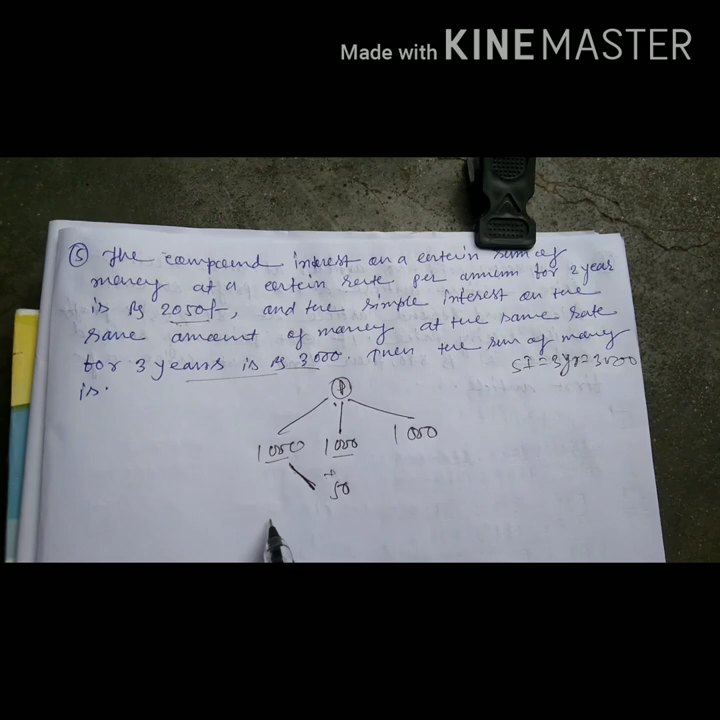 Made with KINEMASTER
⑤ The compound interest on a certain sum of
money at a certain rate per annum for 2 year
is Rs 2050/-, and the simple interest on the
same amount of money at the same rate
for 3 years is Rs 3000. Then the sum of money
SI = 3yr = 3000
is.
P
1000 1000 1000
+
50